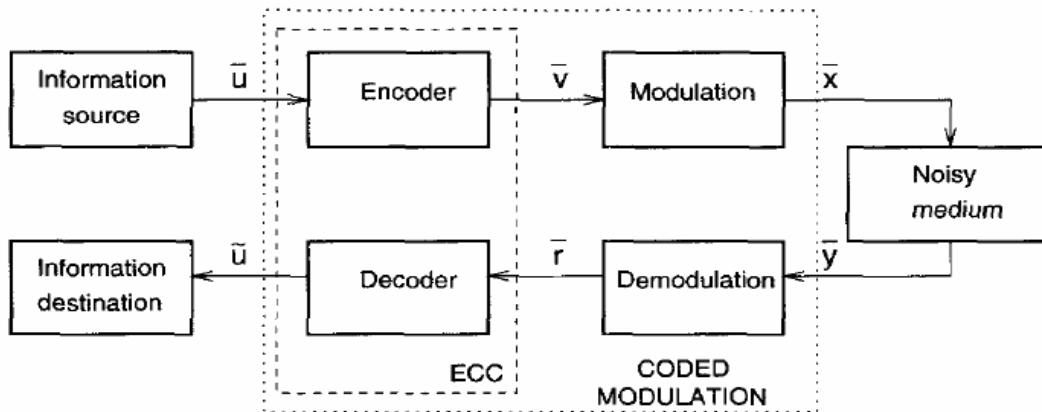 Information
source
ū
Encoder
v̄
Modulation
x̄
Noisy
medium
Information
destination
ũ
Decoder
r̄
Demodulation
ȳ
ECC
CODED
MODULATION